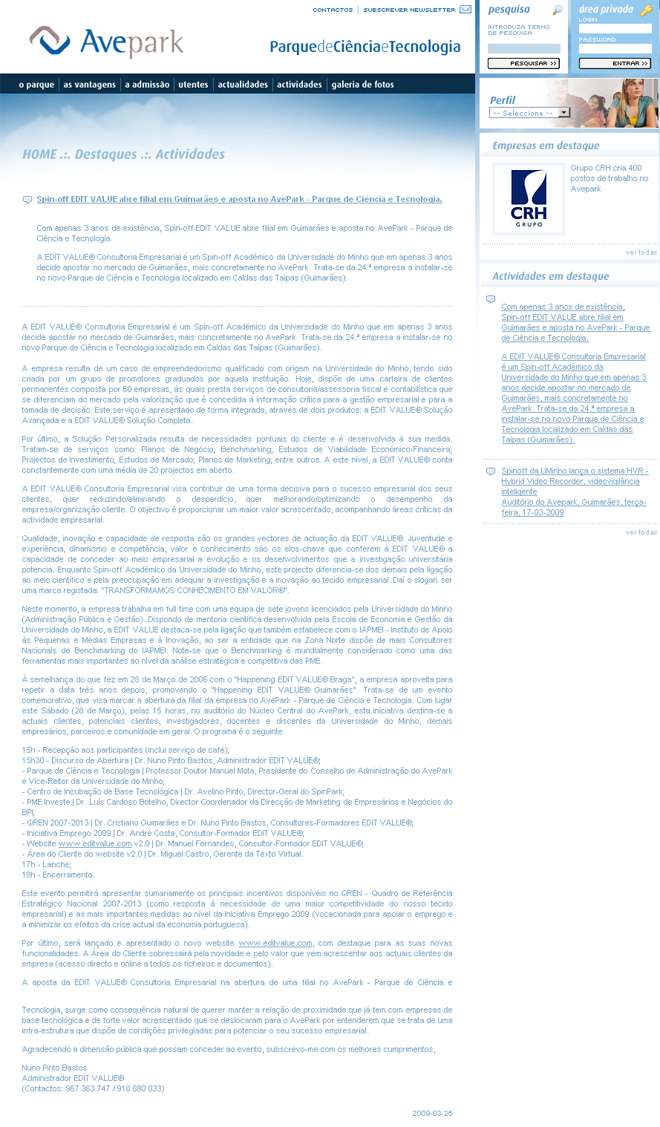 CONTACTOS | SUBSCREVER NEWSLETTER
Avepark
ParquedeCiênciaeTecnologia
pesquisa
INTRODUZA TERMO
DE PESQUISA
PESQUISAR >>
área privada
LOGIN
PASSWORD
ENTRAR >>
o parque | as vantagens | a admissão | utentes | actualidades | actividades | galeria de fotos
Perfil
-- Seleccione --
HOME .:. Destaques .:. Actividades
Spin-off EDIT VALUE abre filial em Guimarães e aposta no AvePark - Parque de Ciência e Tecnologia.
Com apenas 3 anos de existência, Spin-off EDIT VALUE abre filial em Guimarães e aposta no AvePark - Parque de
Ciência e Tecnologia.
A EDIT VALUE® Consultoria Empresarial é um Spin-off Académico da Universidade do Minho que em apenas 3 anos
decide apostar no mercado de Guimarães, mais concretamente no AvePark. Trata-se da 24.ª empresa a instalar-se
no novo Parque de Ciência e Tecnologia localizado em Caldas das Taipas (Guimarães).
A EDIT VALUE® Consultoria Empresarial é um Spin-off Académico da Universidade do Minho que em apenas 3 anos
decide apostar no mercado de Guimarães, mais concretamente no AvePark. Trata-se da 24.ª empresa a instalar-se no
novo Parque de Ciência e Tecnologia localizado em Caldas das Taipas (Guimarães).
A empresa resulta de um caso de empreendedorismo qualificado com origem na Universidade do Minho, tendo sido
criada por um grupo de promotores graduados por aquela instituição. Hoje, dispõe de uma carteira de clientes
permanentes composta por 60 empresas, às quais presta serviços de consultoria/assessoria fiscal e contabilística que
se diferenciam do mercado pela valorização que é concedida à informação crítica para a gestão empresarial e para a
tomada de decisão. Este serviço é apresentado de forma integrada, através de dois produtos: a EDIT VALUE® Solução
Avançada e a EDIT VALUE® Solução Completa.
Por último, a Solução Personalizada resulta de necessidades pontuais do cliente e é desenvolvida à sua medida.
Tratam-se de serviços como: Planos de Negócio; Benchmarking; Estudos de Viabilidade Económico-Financeira;
Projectos de Investimento; Estudos de Mercado; Planos de Marketing; entre outros. A este nível, a EDIT VALUE® conta
constantemente com uma média de 20 projectos em aberto.
A EDIT VALUE® Consultoria Empresarial visa contribuir de uma forma decisiva para o sucesso empresarial dos seus
clientes, quer reduzindo/eliminando o desperdício, quer melhorando/optimizando o desempenho da
empresa/organização cliente. O objectivo é proporcionar um maior valor acrescentado, acompanhando áreas críticas da
actividade empresarial.
Qualidade, inovação e capacidade de resposta são os grandes vectores de actuação da EDIT VALUE®. Juventude e
experiência, dinamismo e competência, valor e conhecimento são os elos-chave que conferem à EDIT VALUE® a
capacidade de conceder ao meio empresarial a evolução e os desenvolvimentos que a investigação universitária
potencia. Enquanto Spin-off Académico da Universidade do Minho, este projecto diferencia-se dos demais pela ligação
ao meio científico e pela preocupação em adequar a investigação e a inovação ao tecido empresarial. Daí o slogan ser
uma marca registada: "TRANSFORMAMOS CONHECIMENTO EM VALOR®".
Neste momento, a empresa trabalha em full time com uma equipa de sete jovens licenciados pela Universidade do Minho
(Administração Pública e Gestão). Dispondo de mentoria científica desenvolvida pela Escola de Economia e Gestão da
Universidade do Minho, a EDIT VALUE destaca-se pela ligação que também estabelece com o IAPMEI - Instituto de Apoio
às Pequenas e Médias Empresas e à Inovação, ao ser a entidade que na Zona Norte dispõe de mais Consultores
Nacionais de Benchmarking do IAPMEI. Note-se que o Benchmarking é mundialmente considerado como uma das
ferramentas mais importantes ao nível da análise estratégica e competitiva das PME.
À semelhança do que fez em 28 de Março de 2006 com o "Happening EDIT VALUE® Braga", a empresa aproveita para
repetir a data três anos depois, promovendo o "Happening EDIT VALUE® Guimarães". Trata-se de um evento
comemorativo, que visa marcar a abertura da filial da empresa no AvePark - Parque de Ciência e Tecnologia. Com lugar
este Sábado (28 de Março), pelas 15 horas, no auditório do Núcleo Central do AvePark, esta iniciativa destina-se a
actuais clientes, potenciais clientes, investigadores, docentes e discentes da Universidade do Minho, demais
empresários, parceiros e comunidade em geral. O programa é o seguinte:
15h - Recepção aos participantes (inclui serviço de café);
15h30 - Discurso de Abertura | Dr. Nuno Pinto Bastos, Administrador EDIT VALUE®;
- Parque de Ciência e Tecnologia | Professor Doutor Manuel Mota, Presidente do Conselho de Administração do AvePark
e Vice-Reitor da Universidade do Minho;
- Centro de Incubação de Base Tecnológica | Dr. Avelino Pinto, Director-Geral do SpinPark;
- PME Investe | Dr. Luís Cardoso Botelho, Director Coordenador da Direcção de Marketing de Empresários e Negócios do
BPI;
- QREN 2007-2013 | Dr. Cristiano Guimarães e Dr. Nuno Pinto Bastos, Consultores-Formadores EDIT VALUE®;
- Iniciativa Emprego 2009 | Dr. André Costa, Consultor-Formador EDIT VALUE®;
- Website www.editvalue.com v2.0 | Dr. Manuel Fernandes, Consultor-Formador EDIT VALUE®;
- Área do Cliente do website v2.0 | Dr. Miguel Castro, Gerente da Texto Virtual.
17h - Lanche;
18h - Encerramento.
Este evento permitirá apresentar sumariamente os principais incentivos disponíveis no QREN - Quadro de Referência
Estratégico Nacional 2007-2013 (como resposta à necessidade de uma maior competitividade do nosso tecido
empresarial) e as mais importantes medidas ao nível da Iniciativa Emprego 2009 (vocacionada para apoiar o emprego e
a minimizar os efeitos da crise actual da economia portuguesa).
Por último, será lançado e apresentado o novo website www.editvalue.com, com destaque para as suas novas
funcionalidades. A Área do Cliente sobressairá pela novidade e pelo valor que vem acrescentar aos actuais clientes da
empresa (acesso directo e online a todos os ficheiros e documentos).
A aposta da EDIT VALUE® Consultoria Empresarial na abertura de uma filial no AvePark - Parque de Ciência e
Tecnologia, surge como consequência natural de querer manter a relação de proximidade que já tem com empresas de
base tecnológica e de forte valor acrescentado que se deslocaram para o AvePark por entenderem que se trata de uma
infra-estrutura que dispõe de condições privilegiadas para potenciar o seu sucesso empresarial.
Agradecendo a dimensão pública que possam conceder ao evento, subscrevo-me com os melhores cumprimentos,
Nuno Pinto Bastos
Administrador EDIT VALUE®
(Contactos: 967 363 747 / 918 880 033)
2009-03-25
Empresas em destaque
CRH
GRUPO
Grupo CRH cria 400
postos de trabalho no
Avepark
ver todas
Actividades em destaque
Com apenas 3 anos de existência,
Spin-off EDIT VALUE abre filial em
Guimarães e aposta no AvePark - Parque
de Ciência e Tecnologia.
A EDIT VALUE® Consultoria Empresarial
é um Spin-off Académico da
Universidade do Minho que em apenas 3
anos decide apostar no mercado de
Guimarães, mais concretamente no
AvePark. Trata-se da 24.ª empresa a
instalar-se no novo Parque de Ciência e
Tecnologia localizado em Caldas das
Taipas (Guimarães).
Spinoff da UMinho lança o sistema HVR -
Hybrid Video Recorder, videovigilância
inteligente
Auditório do Avepark, Guimarães, terça-
feira, 17-03-2009
ver todas